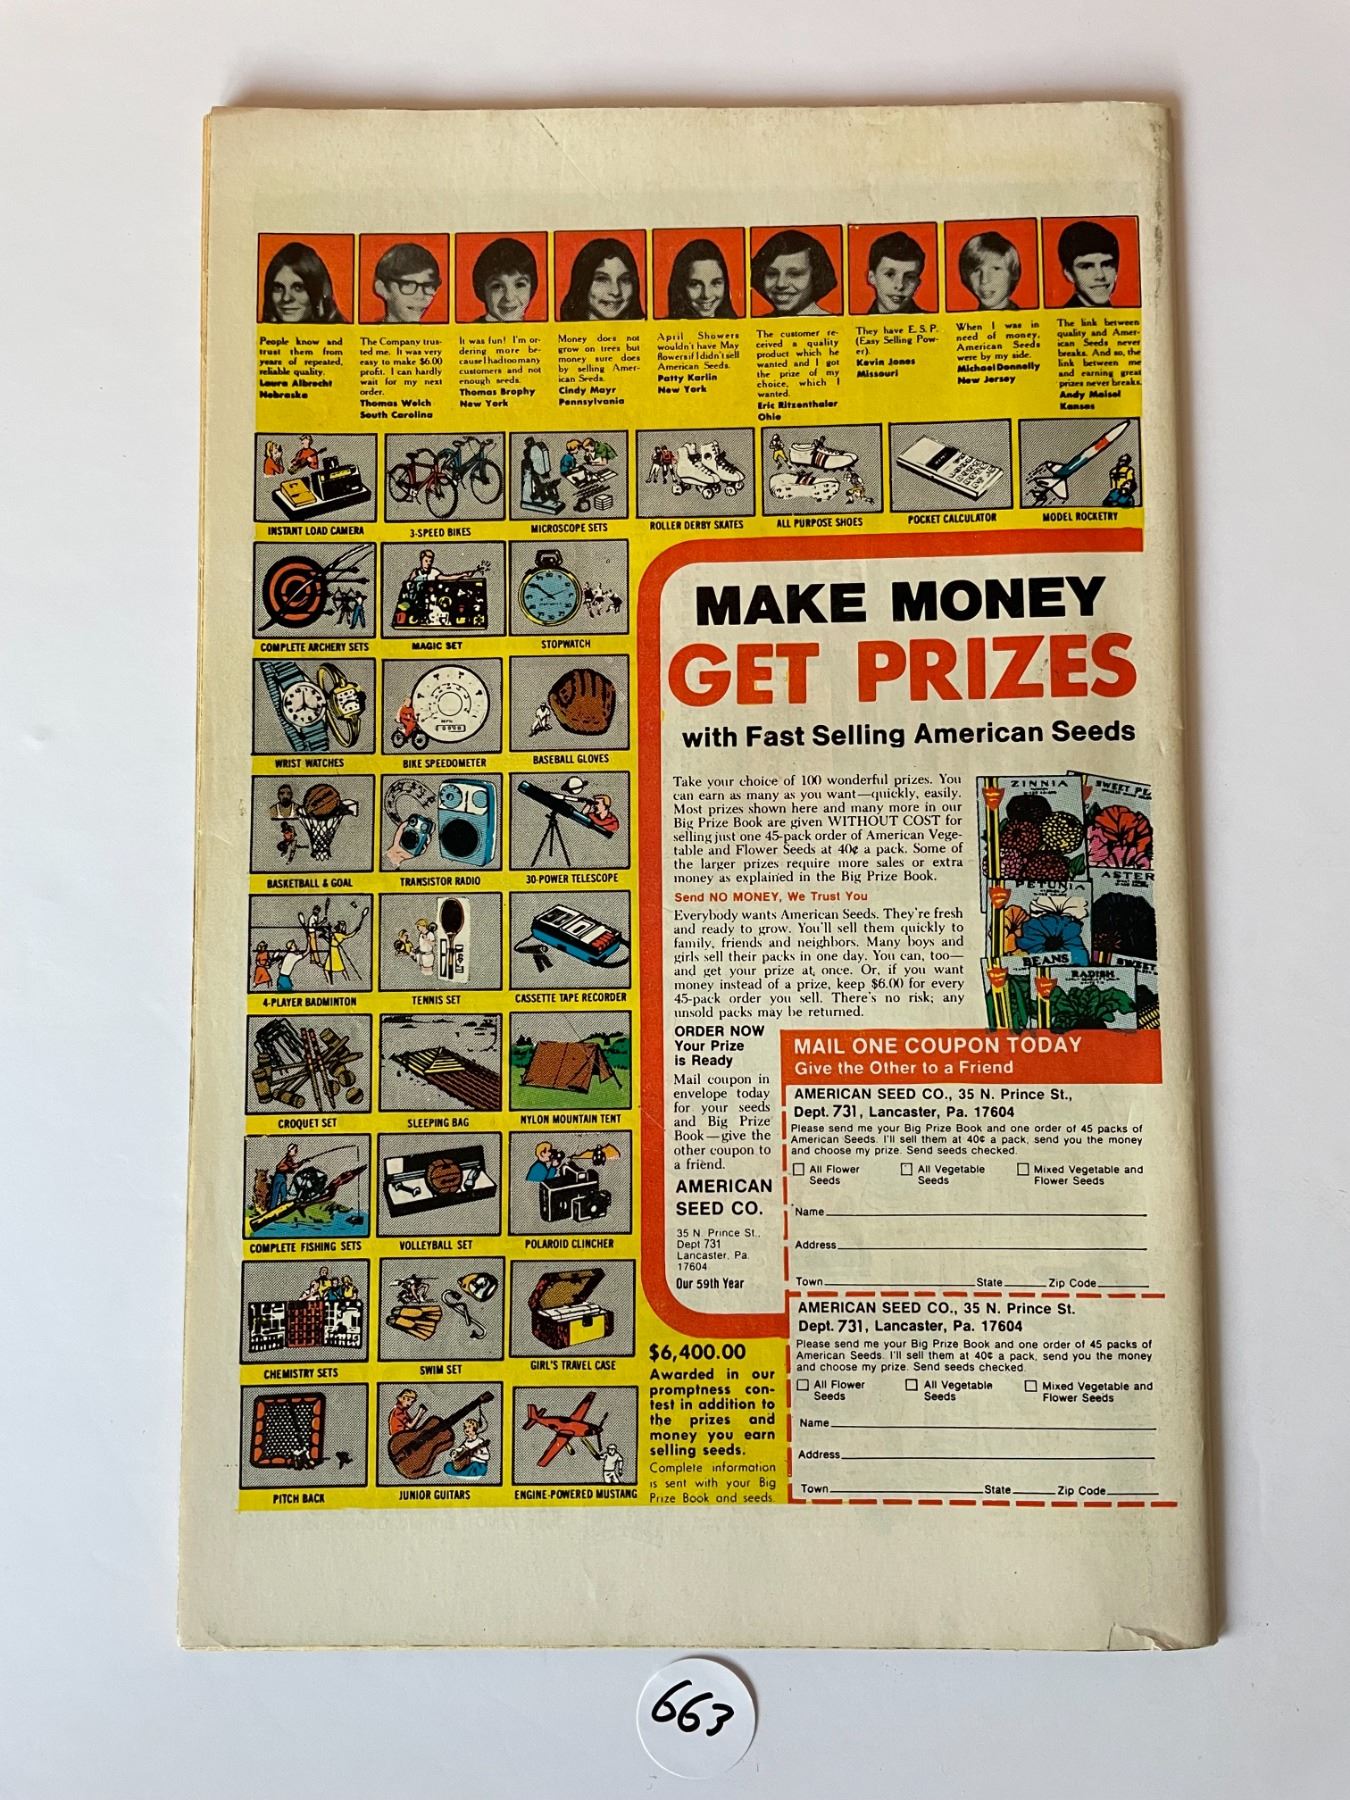 People know and
trust them from
years of repeated,
reliable quality.
Laura Albrecht
Nebraska
The Company trus-
ted me. It was very
easy to make $6.00
profit. I can hardly
wait for my next
order.
Thomas Welch
South Carolina
It was fun! I'm or-
dering more be-
cause I had too many
customers and not
enough seeds.
Thomas Brophy
New York
Money does not
grow on trees but
money sure does
by selling Amer-
ican Seeds.
Cindy Mayr
Pennsylvania
April Showers
wouldn't have May
flowers if I didn't sell
American Seeds.
Patty Karlin
New York
The customer re-
ceived a quality
product which he
wanted and I got
the prize of my
choice, which I
wanted.
Eric Ritzenthaler
Ohio
They have E.S.P.
(Easy Selling Pow-
er).
Kevin Jones
Missouri
When I was in
need of money,
American Seeds
were by my side.
Michael Donnelly
New Jersey
The link between
quality and Amer-
ican Seeds never
breaks. And so, the
link between me
and earning great
prizes never breaks.
Andy Maisel
Kansas
INSTANT LOAD CAMERA
3-SPEED BIKES
MICROSCOPE SETS
ROLLER DERBY SKATES
ALL PURPOSE SHOES
POCKET CALCULATOR
MODEL ROCKETRY
COMPLETE ARCHERY SETS
MAGIC SET
STOPWATCH
WRIST WATCHES
BIKE SPEEDOMETER
BASEBALL GLOVES
BASKETBALL & GOAL
TRANSISTOR RADIO
30-POWER TELESCOPE
4-PLAYER BADMINTON
TENNIS SET
CASSETTE TAPE RECORDER
CROQUET SET
SLEEPING BAG
NYLON MOUNTAIN TENT
COMPLETE FISHING SETS
VOLLEYBALL SET
POLAROID CLINCHER
CHEMISTRY SETS
SWIM SET
GIRL'S TRAVEL CASE
PITCH BACK
JUNIOR GUITARS
ENGINE-POWERED MUSTANG
MAKE MONEY
GET PRIZES
with Fast Selling American Seeds
Take your choice of 100 wonderful prizes. You
can earn as many as you want—quickly, easily.
Most prizes shown here and many more in our
Big Prize Book are given WITHOUT COST for
selling just one 45-pack order of American Vege-
table and Flower Seeds at 40¢ a pack. Some of
the larger prizes require more sales or extra
money as explained in the Big Prize Book.
Send NO MONEY, We Trust You
Everybody wants American Seeds. They're fresh
and ready to grow. You'll sell them quickly to
family, friends and neighbors. Many boys and
girls sell their packs in one day. You can, too—
and get your prize at once. Or, if you want
money instead of a prize, keep $6.00 for every
45-pack order you sell. There's no risk; any
unsold packs may be returned.
ZINNIA
SWEET PE
ASTER
PETUNIA
BEANS
RADISH
SWEET
ORDER NOW
Your Prize
is Ready
Mail coupon in
envelope today
for your seeds
and Big Prize
Book—give the
other coupon to
a friend.
AMERICAN
SEED CO.
35 N. Prince St.,
Dept 731
Lancaster, Pa.
17604
Our 59th Year
$6,400.00
Awarded in our
promptness con-
test in addition to
the prizes and
money you earn
selling seeds.
Complete information
is sent with your Big
Prize Book and seeds.
MAIL ONE COUPON TODAY
Give the Other to a Friend
AMERICAN SEED CO., 35 N. Prince St.,
Dept. 731, Lancaster, Pa. 17604
Please send me your Big Prize Book and one order of 45 packs of
American Seeds. I'll sell them at 40¢ a pack, send you the money
and choose my prize. Send seeds checked.
All Flower Seeds
All Vegetable Seeds
Mixed Vegetable and Flower Seeds
Name
Address
Town State Zip Code
AMERICAN SEED CO., 35 N. Prince St.
Dept. 731, Lancaster, Pa. 17604
Please send me your Big Prize Book and one order of 45 packs of
American Seeds. I'll sell them at 40¢ a pack, send you the money
and choose my prize. Send seeds checked.
All Flower Seeds
All Vegetable Seeds
Mixed Vegetable and Flower Seeds
Name
Address
Town State Zip Code
663